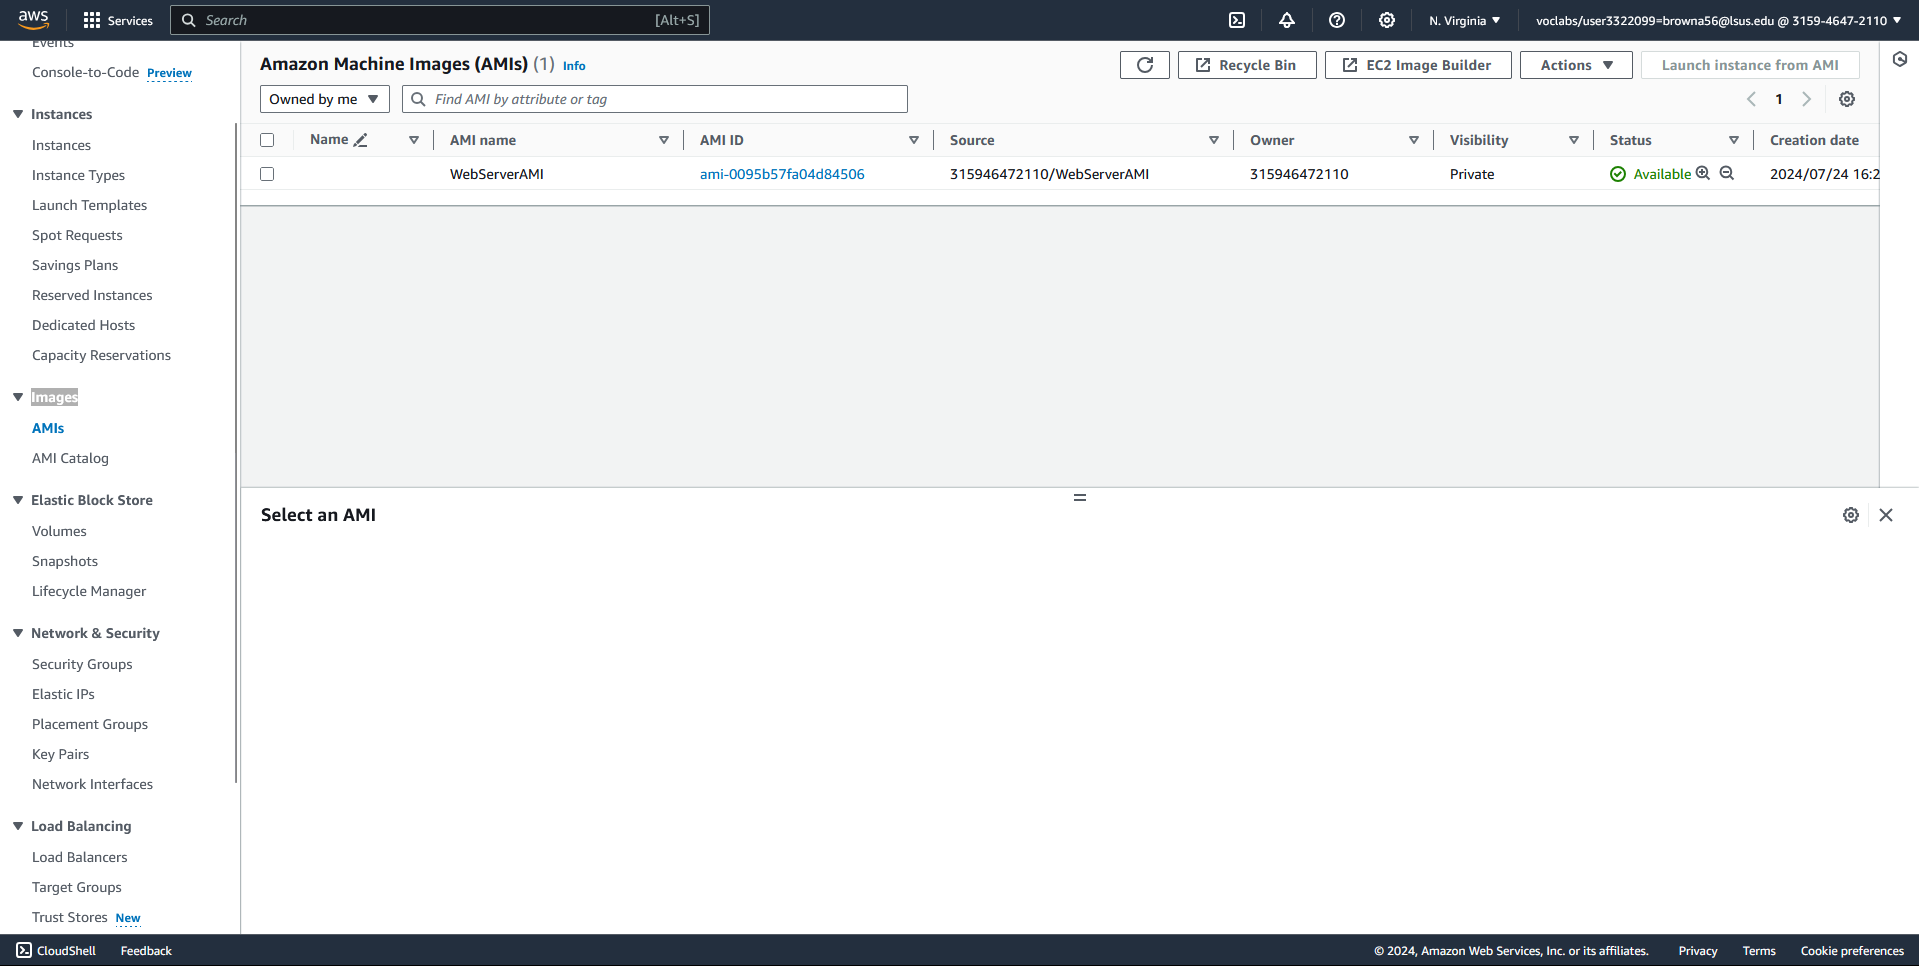 aws
Services
Search
[Alt+S]
N. Virginia
voclabs/user3322099=browna56@lsus.edu @ 3159-4647-2110
Events
Console-to-Code Preview
Instances
Instances
Instance Types
Launch Templates
Spot Requests
Savings Plans
Reserved Instances
Dedicated Hosts
Capacity Reservations
Images
AMIs
AMI Catalog
Elastic Block Store
Volumes
Snapshots
Lifecycle Manager
Network & Security
Security Groups
Elastic IPs
Placement Groups
Key Pairs
Network Interfaces
Load Balancing
Load Balancers
Target Groups
Trust Stores New
Amazon Machine Images (AMIs) (1) Info
Recycle Bin
EC2 Image Builder
Actions
Launch instance from AMI
Owned by me
Find AMI by attribute or tag
1
Name
AMI name
AMI ID
Source
Owner
Visibility
Status
Creation date
WebServerAMI
ami-0095b57fa04d84506
315946472110/WebServerAMI
315946472110
Private
Available
2024/07/24 16:2
Select an AMI
CloudShell
Feedback
© 2024, Amazon Web Services, Inc. or its affiliates.
Privacy
Terms
Cookie preferences